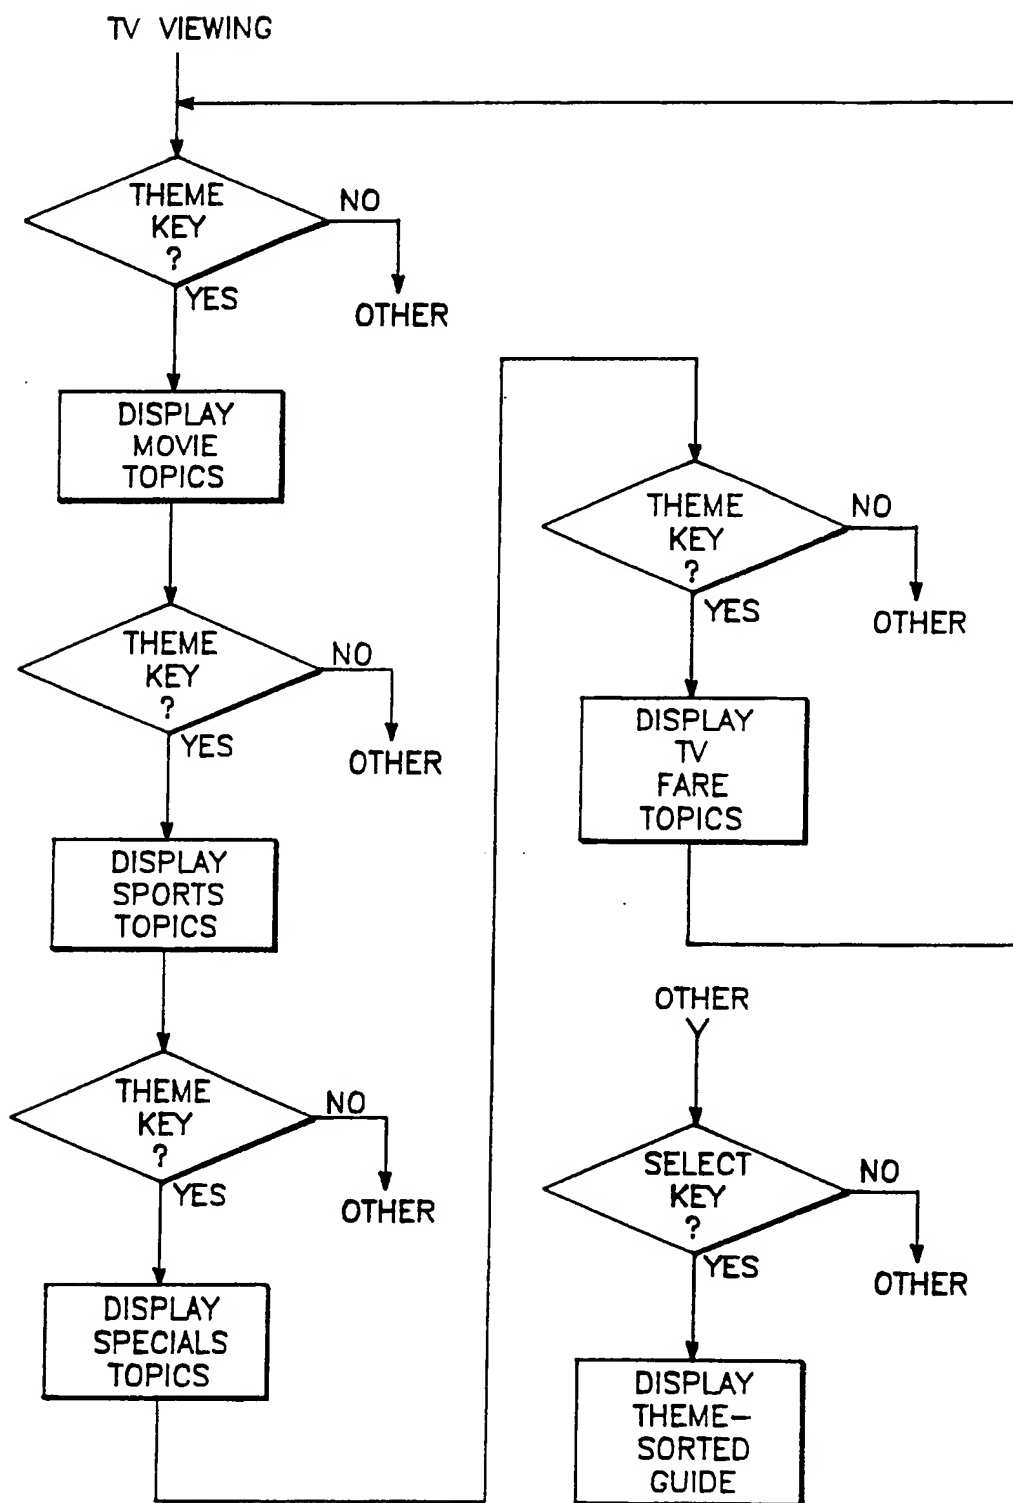 TV VIEWING
THEME
KEY
?
NO
YES
OTHER
DISPLAY
MOVIE
TOPICS
THEME
KEY
?
NO
YES
OTHER
DISPLAY
SPORTS
TOPICS
THEME
KEY
?
NO
YES
OTHER
DISPLAY
SPECIALS
TOPICS
THEME
KEY
?
NO
YES
OTHER
DISPLAY
TV
FARE
TOPICS
OTHER
SELECT
KEY
?
NO
YES
OTHER
DISPLAY
THEME-
SORTED
GUIDE